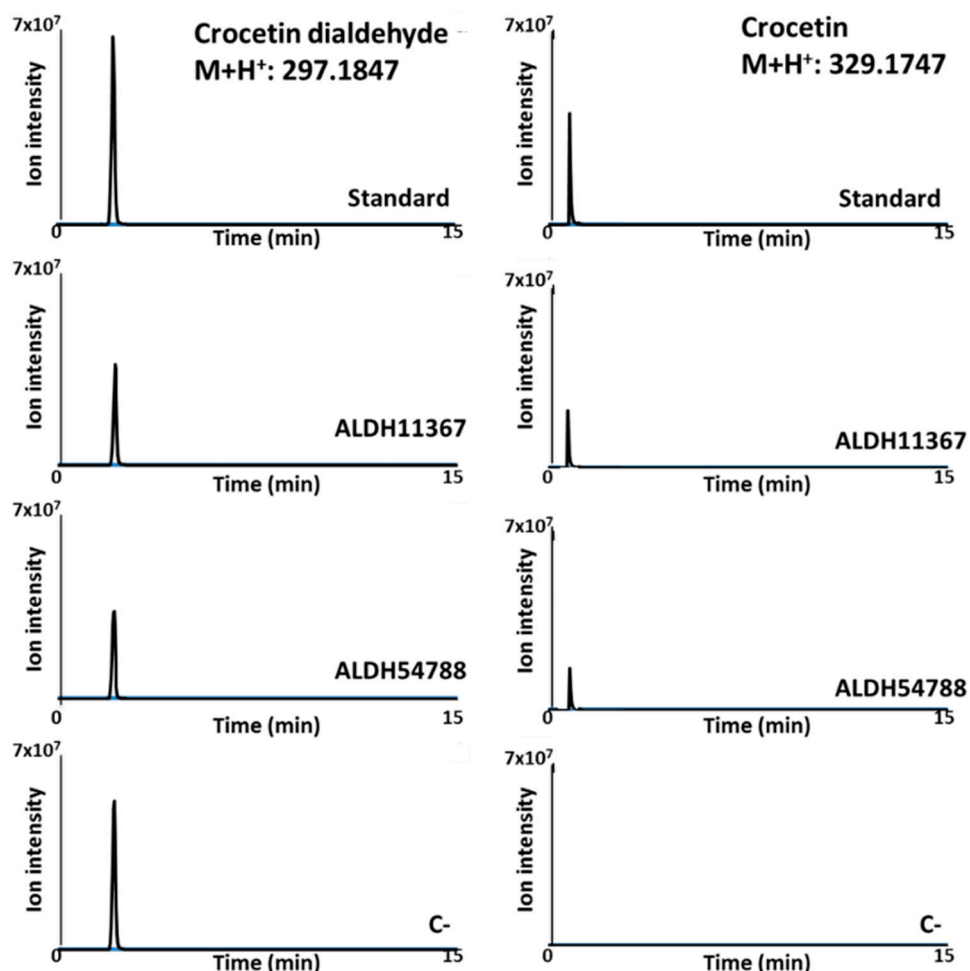 7x10⁷
Crocetin dialdehyde
M+H⁺: 297.1847
Ion intensity
Standard
0
Time (min)
15
7x10⁷
Crocetin
M+H⁺: 329.1747
Ion intensity
Standard
0
Time (min)
15
7x10⁷
Ion intensity
ALDH11367
0
Time (min)
15
7x10⁷
Ion intensity
ALDH11367
0
Time (min)
15
7x10⁷
Ion intensity
ALDH54788
0
Time (min)
15
7x10⁷
Ion intensity
ALDH54788
0
Time (min)
15
7x10⁷
Ion intensity
C-
0
Time (min)
15
7x10⁷
Ion intensity
C-
0
Time (min)
15